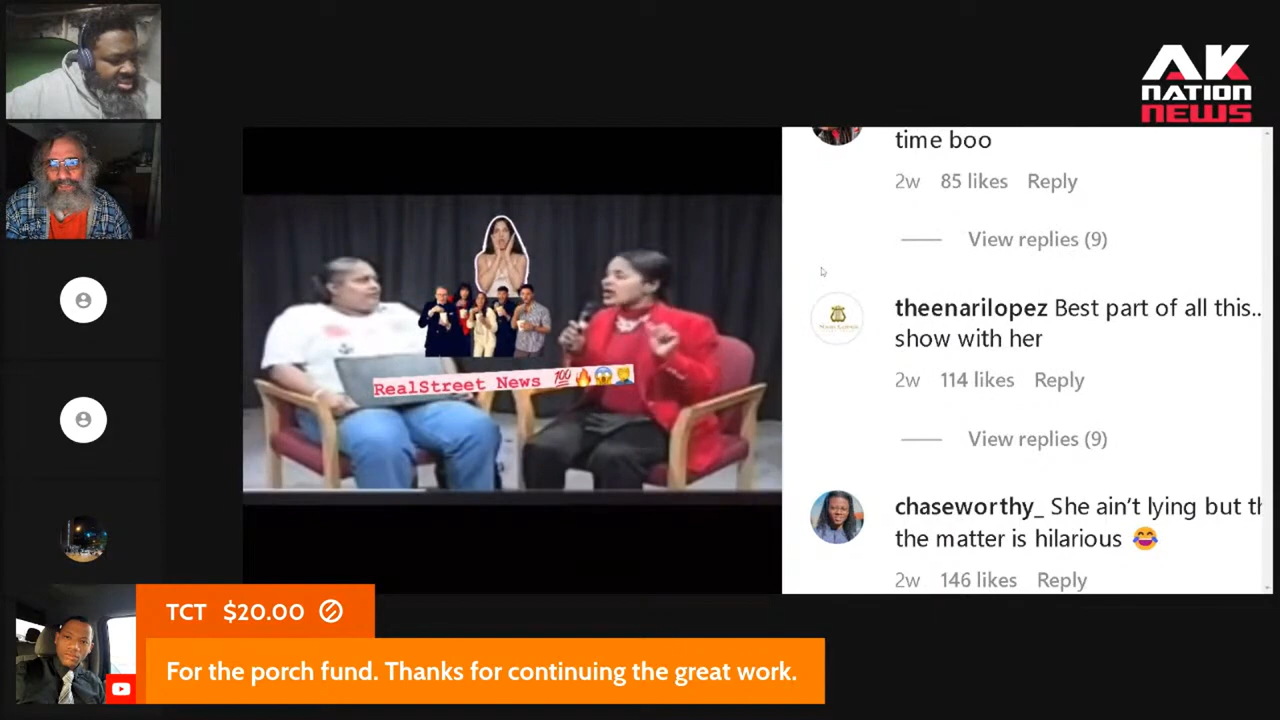 AK
NATION
NEWS
time boo
2w 85 likes Reply
View replies (9)
theenarilopez Best part of all this..
show with her
2w 114 likes Reply
View replies (9)
chaseworthy_ She ain’t lying but th
the matter is hilarious 😂
2w 146 likes Reply
RealStreet News 💯🔥😱🤦‍♂️
TCT $20.00
For the porch fund. Thanks for continuing the great work.